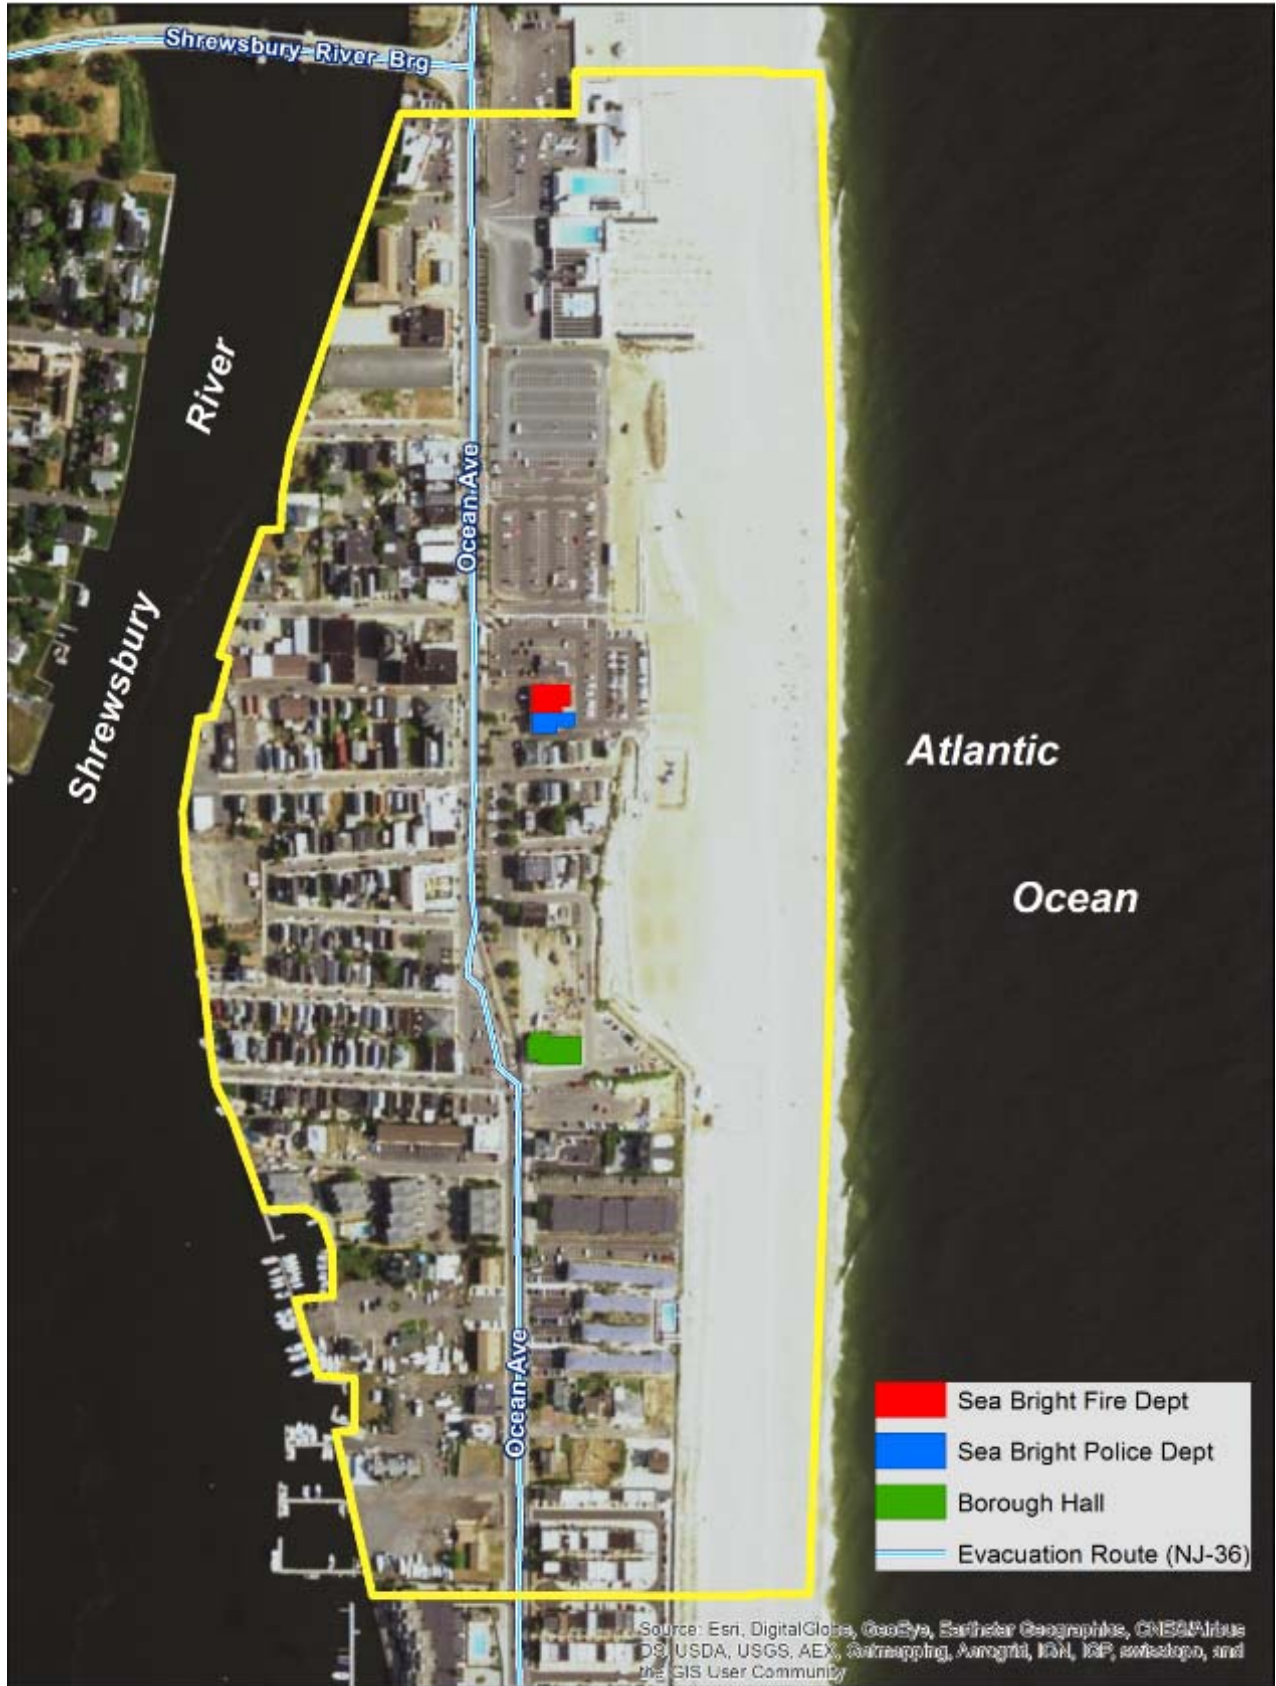 Shrewsbury River Brg
River
Ocean Ave
Shrewsbury
Atlantic
Ocean
Ocean Ave
Sea Bright Fire Dept
Sea Bright Police Dept
Borough Hall
Evacuation Route (NJ-36)
Source: Esri, DigitalGlobe, GeoEye, Earthstar Geographics, CNES/Airbus
DS, USDA, USGS, AEX, Getmapping, Aerogrid, IGN, IGP, swisstopo, and
the GIS User Community